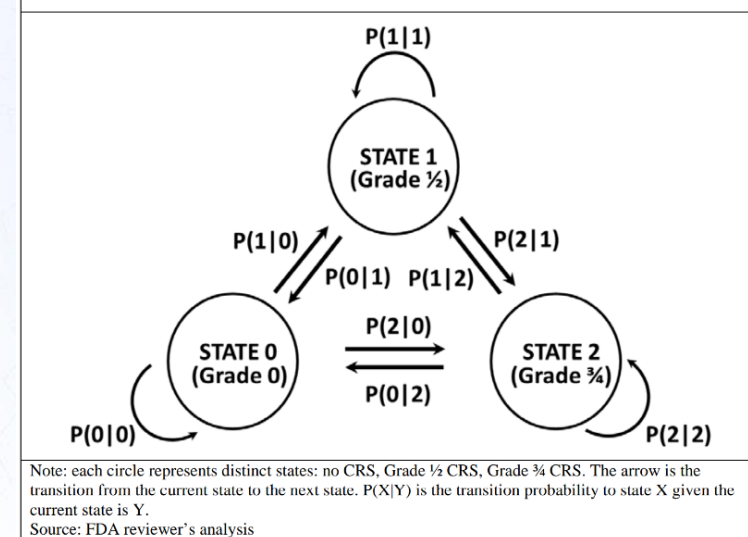 P(1|1)
STATE 1
(Grade ½)
P(1|0)
P(2|1)
P(0|1) P(1|2)
P(2|0)
STATE 0
(Grade 0)
STATE 2
(Grade ¾)
P(0|2)
P(0|0)
P(2|2)
Note: each circle represents distinct states: no CRS, Grade ½ CRS, Grade ¾ CRS. The arrow is the
transition from the current state to the next state. P(X|Y) is the transition probability to state X given the
current state is Y.
Source: FDA reviewer's analysis